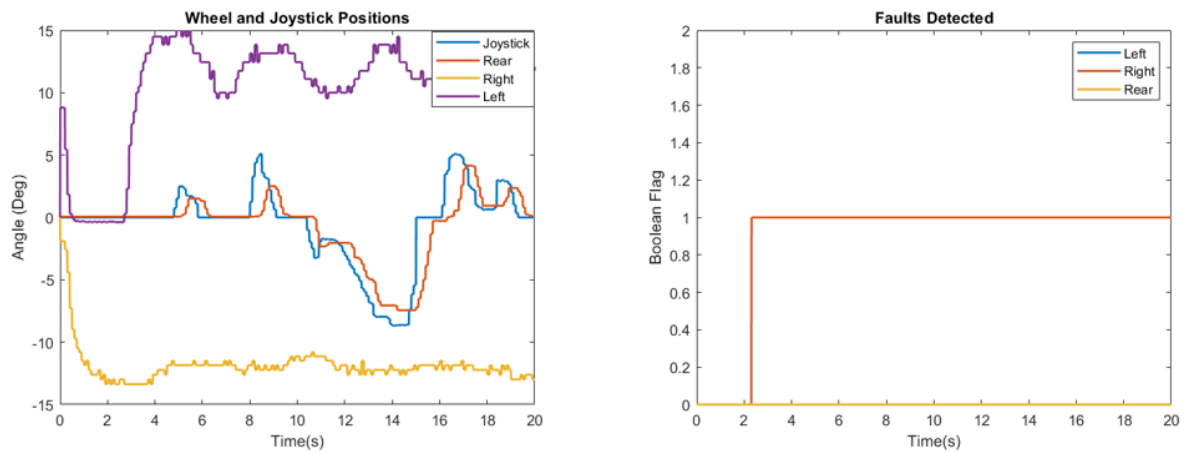 Wheel and Joystick Positions
15
10
5
0
-5
-10
-15
Angle (Deg)
0 2 4 6 8 10 12 14 16 18 20
Time(s)
Joystick
Rear
Right
Left
Faults Detected
2
1.8
1.6
1.4
1.2
1
0.8
0.6
0.4
0.2
0
Boolean Flag
0 2 4 6 8 10 12 14 16 18 20
Time(s)
Left
Right
Rear